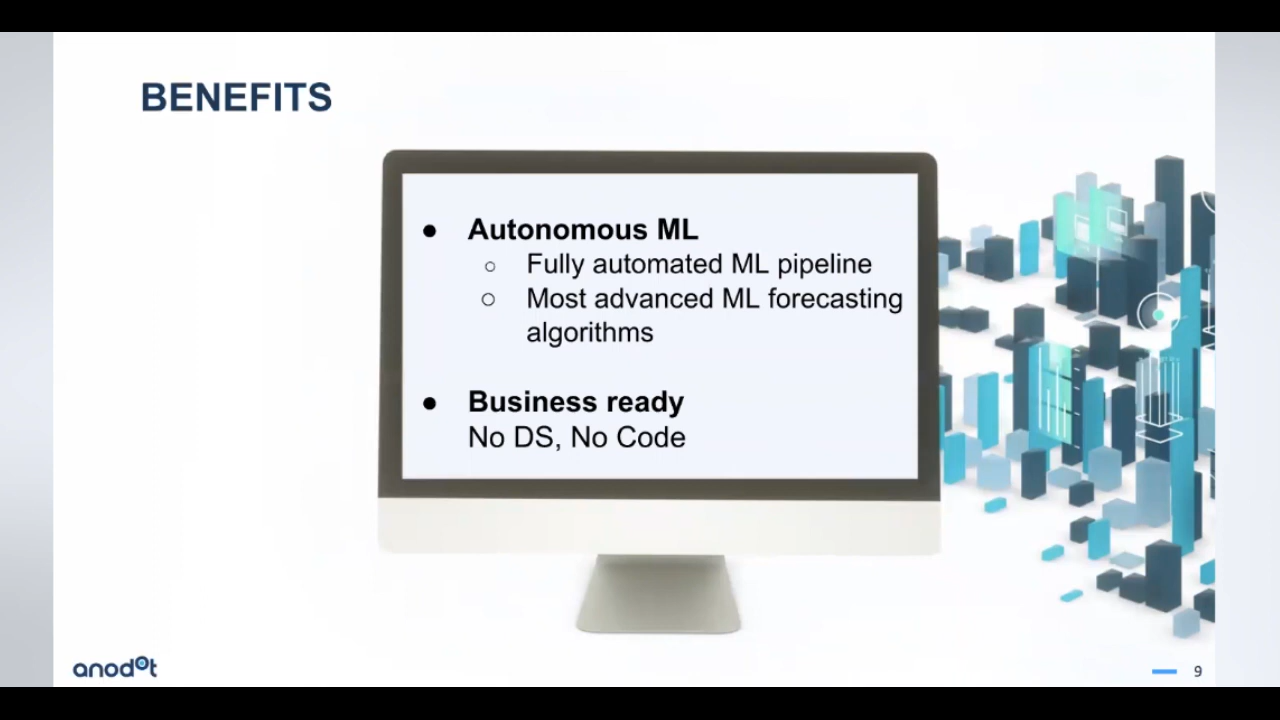 BENEFITS
● Autonomous ML
○ Fully automated ML pipeline
○ Most advanced ML forecasting
algorithms
● Business ready
No DS, No Code
anodot
9